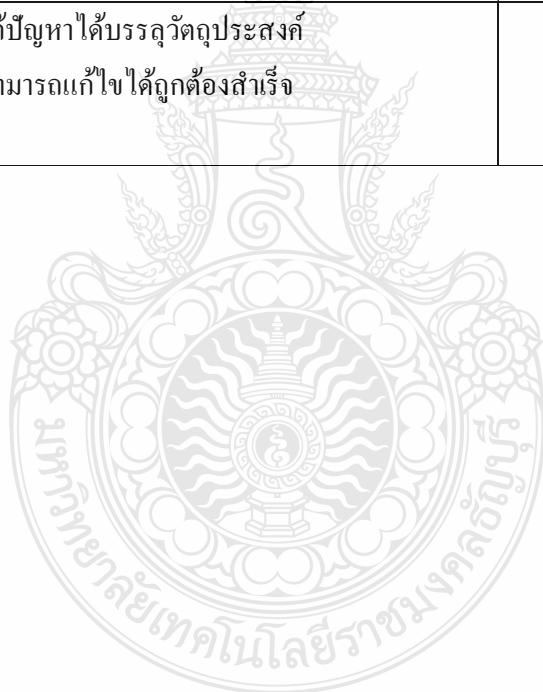 ปัญหาได้บรรลุวัตถุประสงค์
มารถแก้ไขได้ถูกต้องสำเร็จ
มหาวิทยาลัยเทคโนโลยีราชมงคลธัญบุรี